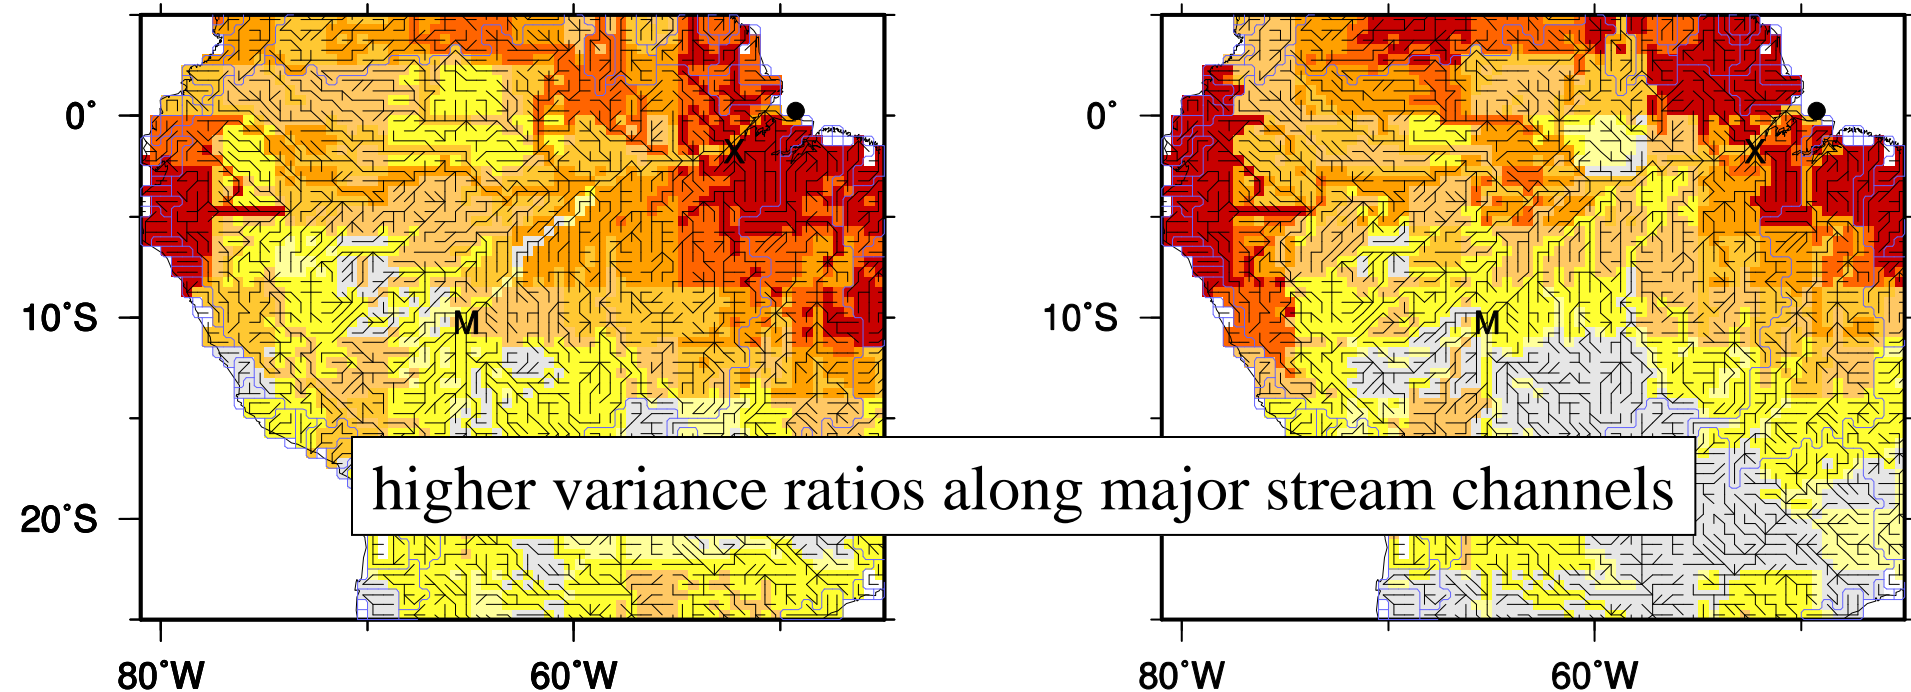 0°
10°S
20°S
80°W
60°W
X
M
0°
10°S
80°W
60°W
X
M
higher variance ratios along major stream channels